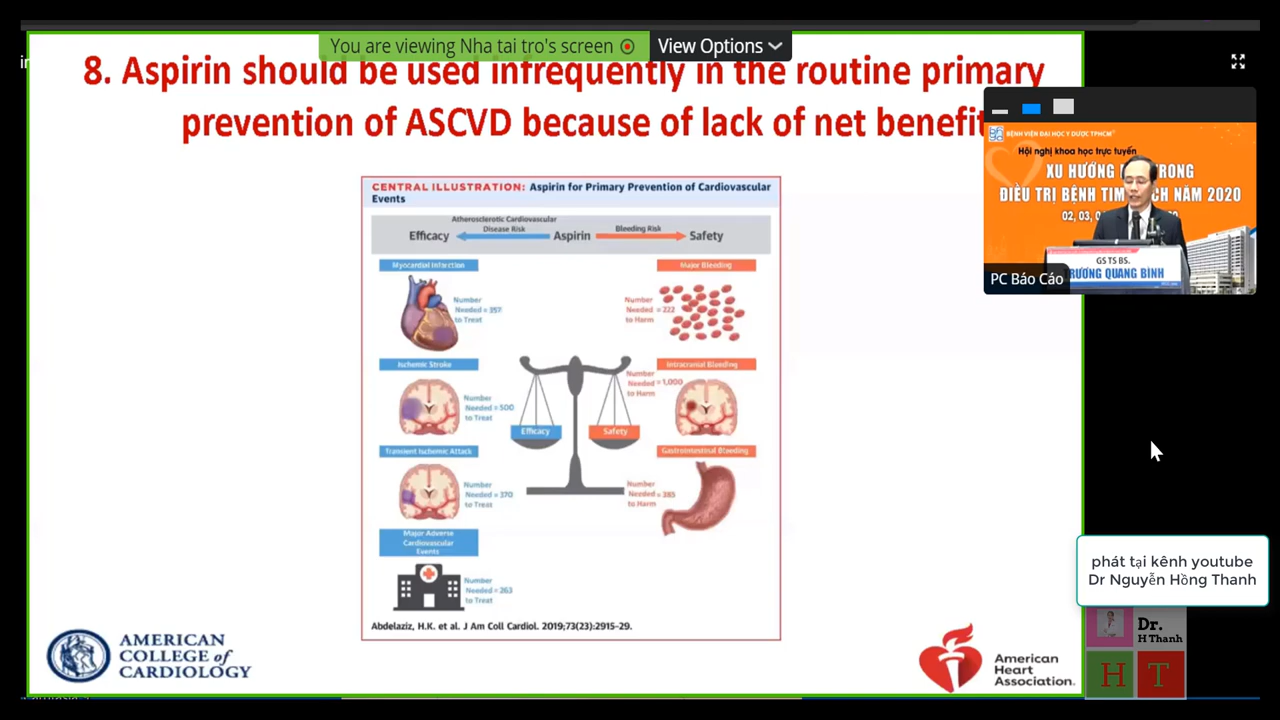 You are viewing Nha tai tro's screen
View Options
8. Aspirin should be used infrequently in the routine primary
prevention of ASCVD because of lack of net benefit
CENTRAL ILLUSTRATION: Aspirin for Primary Prevention of Cardiovascular
Events
Atherosclerotic Cardiovascular
Disease Risk
Bleeding Risk
Efficacy
Aspirin
Safety
Myocardial Infarction
Number
Needed = 357
to Treat
Major Bleeding
Number
Needed = 222
to Harm
Ischemic Stroke
Number
Needed = 500
to Treat
Intracranial Bleeding
Number
Needed = 1,000
to Harm
Efficacy
Safety
Transient Ischemic Attack
Number
Needed = 370
to Treat
Gastrointestinal Bleeding
Number
Needed = 385
to Harm
Major Adverse
Cardiovascular
Events
Number
Needed = 263
to Treat
Abdelaziz, H.K. et al. J Am Coll Cardiol. 2019;73(23):2915-29.
AMERICAN
COLLEGE of
CARDIOLOGY
American
Heart
Association.
BỆNH VIỆN ĐẠI HỌC Y DƯỢC TPHCM
Hội nghị khoa học trực tuyến
XU HƯỚNG TRONG
ĐIỀU TRỊ BỆNH TIM NĂM 2020
02, 03,
GS TS BS.
TRƯƠNG QUANG BÌNH
PC Báo Cáo
phát tại kênh youtube
Dr Nguyễn Hồng Thanh
Dr.
H Thanh
H T